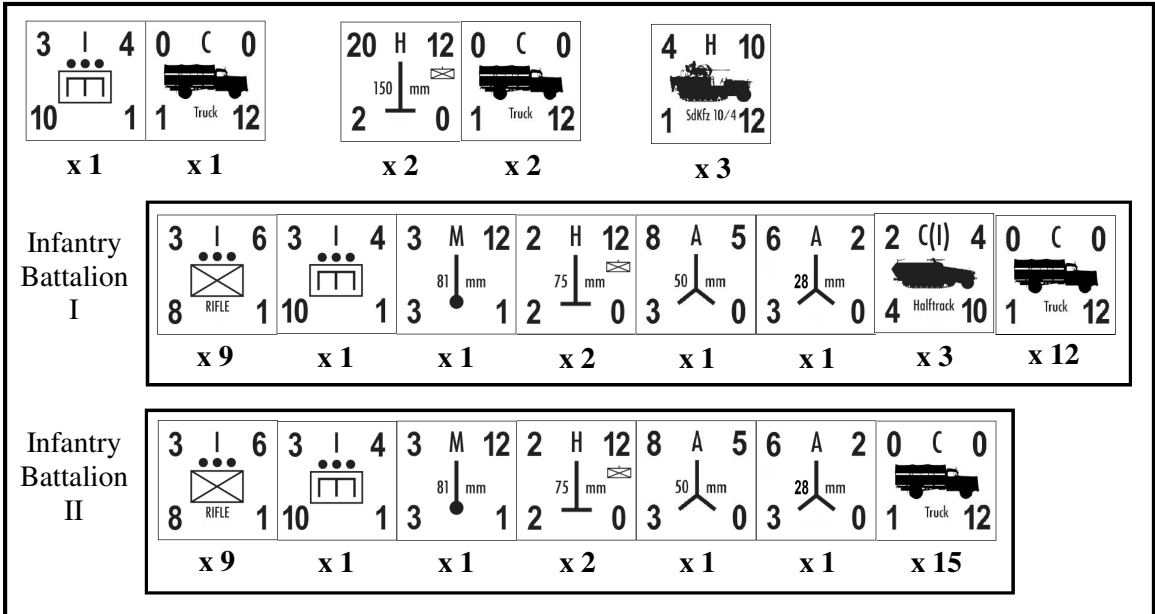 3 I 4 0 C 0
Truck
10 1 1 12
x 1 x 1
20 H 12 0 C 0
150 mm Truck
2 0 1 12
x 2 x 2
4 H 10
SdKfz 10/4
1 12
x 3
Infantry
Battalion
I
3 I 6 3 I 4 3 M 12 2 H 12 8 A 5 6 A 2 2 C(I) 4 0 C 0
81 mm 75 mm 50 mm 28 mm
RIFLE Halftrack Truck
8 1 10 1 3 1 2 0 3 0 3 0 4 10 1 12
x 9 x 1 x 1 x 2 x 1 x 1 x 3 x 12
Infantry
Battalion
II
3 I 6 3 I 4 3 M 12 2 H 12 8 A 5 6 A 2 0 C 0
81 mm 75 mm 50 mm 28 mm
RIFLE Truck
8 1 10 1 3 1 2 0 3 0 3 0 1 12
x 9 x 1 x 1 x 2 x 1 x 1 x 15